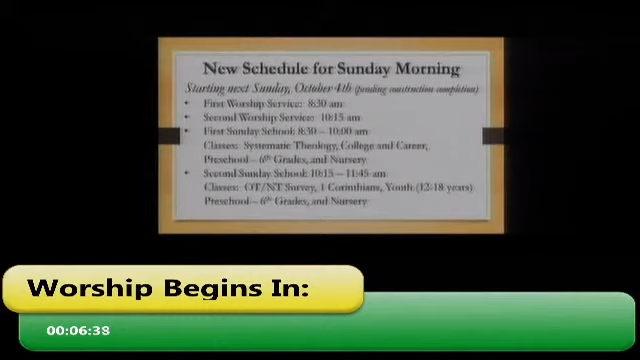 New Schedule for Sunday Morning
Starting next Sunday, October 4th (pending construction completion)
• First Worship Service: 8:30 am
• Second Worship Service: 10:15 am
• First Sunday School: 8:30 – 10:00 am
Classes: Systematic Theology, College and Career,
Preschool – 6th Grades, and Nursery
• Second Sunday School: 10:15 – 11:45 am
Classes: OT/NT Survey, 1 Corinthians, Youth (12-18 years)
Preschool – 6th Grades, and Nursery
Worship Begins In:
00:06:38